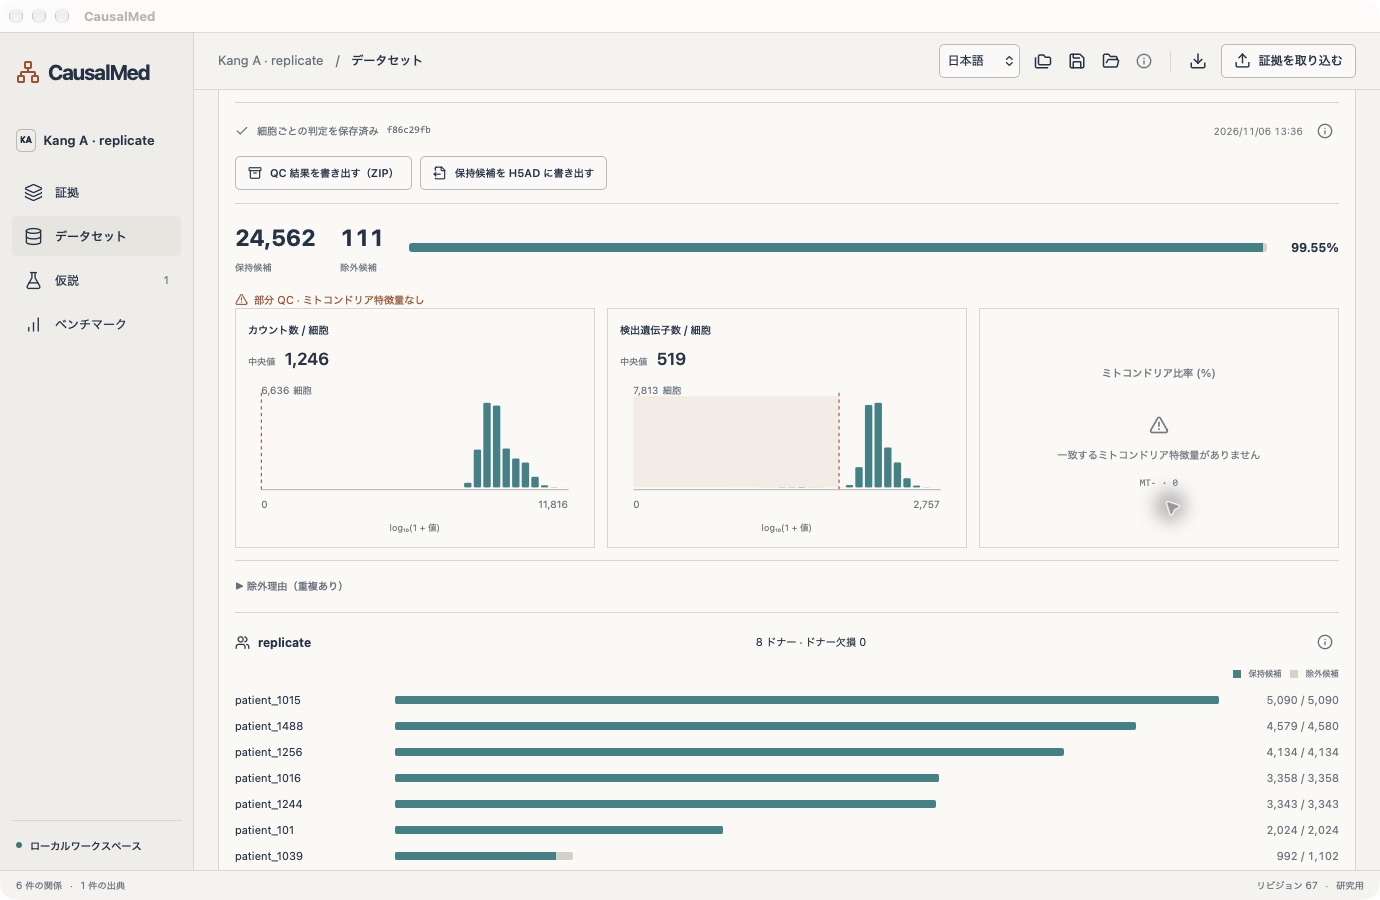 CausalMed
CausalMed
Kang A · replicate / データセット
日本語
証拠を取り込む
KA Kang A · replicate
証拠
データセット
仮説 1
ベンチマーク
ローカルワークスペース
細胞ごとの判定を保存済み f86c29fb
2026/11/06 13:36
QC 結果を書き出す（ZIP）
保持候補を H5AD に書き出す
24,562 111 99.55%
保持候補 除外候補
部分 QC · ミトコンドリア特徴量なし
カウント数 / 細胞
中央値 1,246
6,636 細胞
0 11,816
log₁₀(1 + 値)
検出遺伝子数 / 細胞
中央値 519
7,813 細胞
0 2,757
log₁₀(1 + 値)
ミトコンドリア比率 (%)
一致するミトコンドリア特徴量がありません
MT- · 0
▶ 除外理由（重複あり）
replicate 8 ドナー · ドナー欠損 0
保持候補 除外候補
patient_1015 5,090 / 5,090
patient_1488 4,579 / 4,580
patient_1256 4,134 / 4,134
patient_1016 3,358 / 3,358
patient_1244 3,343 / 3,343
patient_101 2,024 / 2,024
patient_1039 992 / 1,102
6 件の関係 · 1 件の出典
リビジョン 67 · 研究用